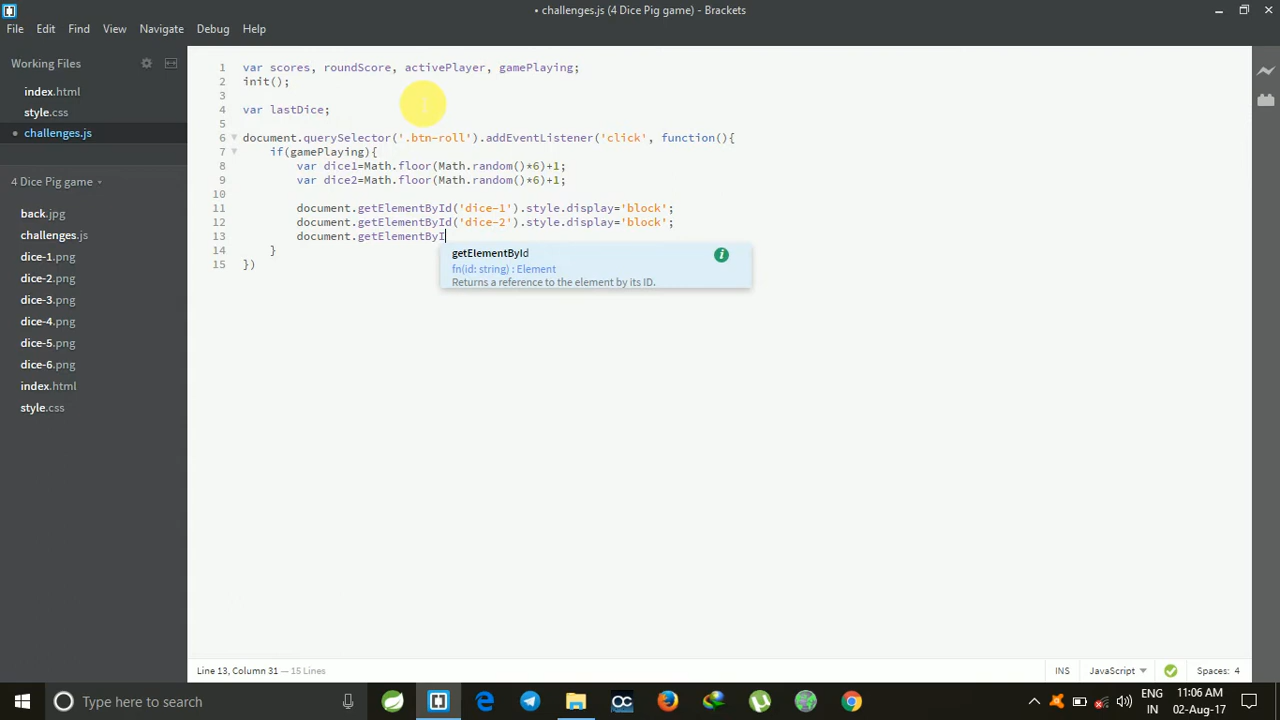 • challenges.js (4 Dice Pig game) - Brackets
File Edit Find View Navigate Debug Help
Working Files
index.html
style.css
• challenges.js
4 Dice Pig game
back.jpg
challenges.js
dice-1.png
dice-2.png
dice-3.png
dice-4.png
dice-5.png
dice-6.png
index.html
style.css
1 var scores, roundScore, activePlayer, gamePlaying;
2 init();
3
4 var lastDice;
5
6 document.querySelector('.btn-roll').addEventListener('click', function(){
7 if(gamePlaying){
8 var dice1=Math.floor(Math.random()*6)+1;
9 var dice2=Math.floor(Math.random()*6)+1;
10
11 document.getElementById('dice-1').style.display='block';
12 document.getElementById('dice-2').style.display='block';
13 document.getElementByI
14 }
15 })
getElementById
fn(id: string) : Element
Returns a reference to the element by its ID.
Line 13, Column 31 — 15 Lines
INS JavaScript Spaces: 4
Type here to search
ENG
IN
11:06 AM
02-Aug-17